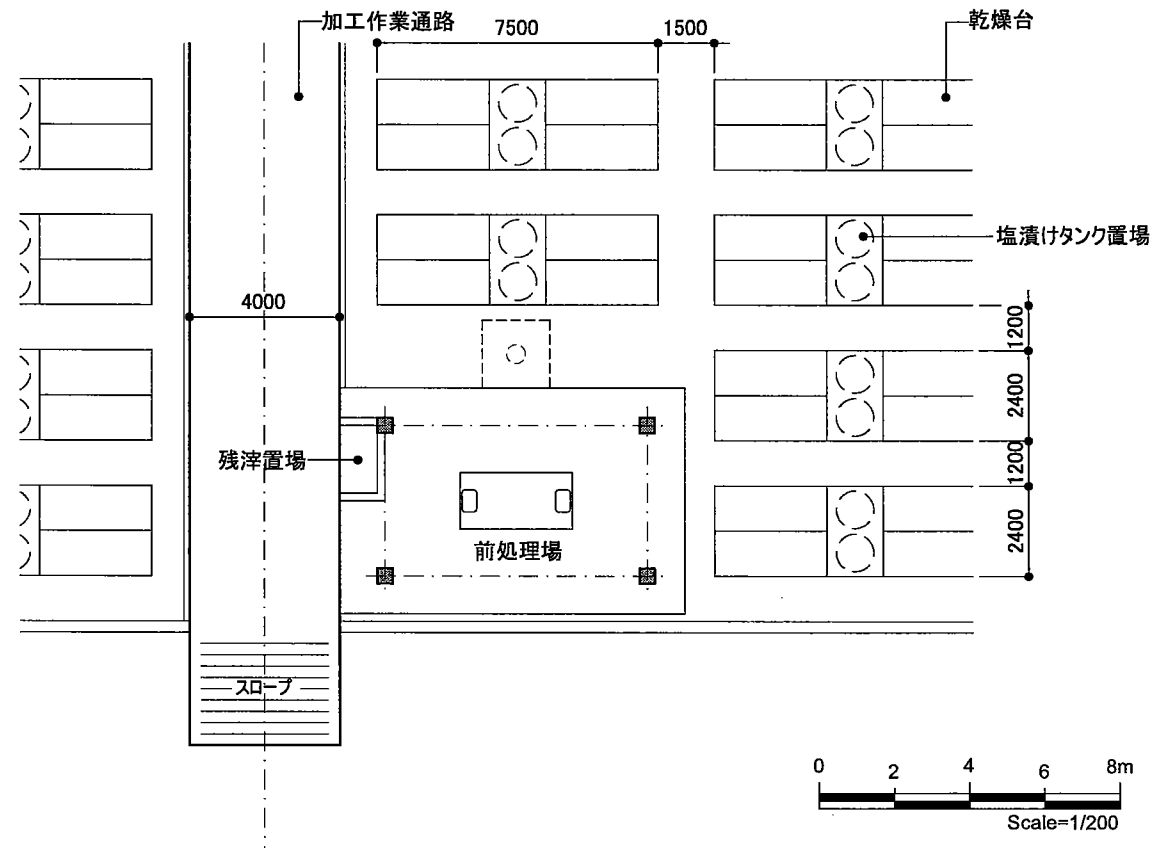 加工作業通路
7500
1500
乾燥台
塩漬けタンク置場
4000
1200
2400
1200
2400
残滓置場
前処理場
スロープ
0 2 4 6 8m
Scale=1/200